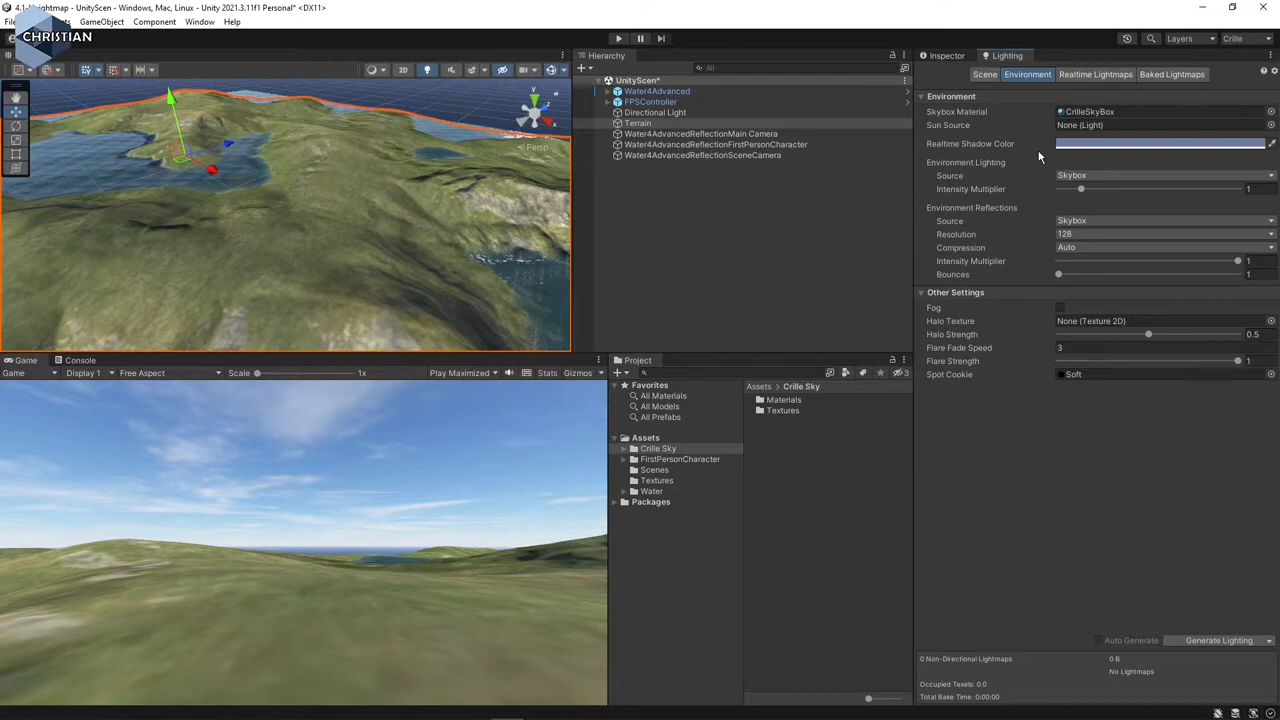 4.1-Heightmap - UnityScen - Windows, Mac, Linux - Unity 2021.3.11f1 Personal* <DX11>
CHRISTIAN
GameObject Component Window Help
Layers Crille
2D
Persp
y
x
Hierarchy
All
UnityScen*
Water4Advanced
FPSController
Directional Light
Terrain
Water4AdvancedReflectionMain Camera
Water4AdvancedReflectionFirstPersonCharacter
Water4AdvancedReflectionSceneCamera
Inspector Lighting
Scene Environment Realtime Lightmaps Baked Lightmaps
Environment
Skybox Material CrilleSkyBox
Sun Source None (Light)
Realtime Shadow Color
Environment Lighting
Source Skybox
Intensity Multiplier 1
Environment Reflections
Source Skybox
Resolution 128
Compression Auto
Intensity Multiplier 1
Bounces 1
Other Settings
Fog
Halo Texture None (Texture 2D)
Halo Strength 0.5
Flare Fade Speed 3
Flare Strength 1
Spot Cookie Soft
Auto Generate Generate Lighting
0 Non-Directional Lightmaps 0 B
No Lightmaps
Occupied Texels: 0.0
Total Bake Time: 0:00:00
Game Console
Game Display 1 Free Aspect Scale 1x Play Maximized Stats Gizmos
Project
3
Favorites
All Materials
All Models
All Prefabs
Assets
Crille Sky
FirstPersonCharacter
Scenes
Textures
Water
Packages
Assets > Crille Sky
Materials
Textures